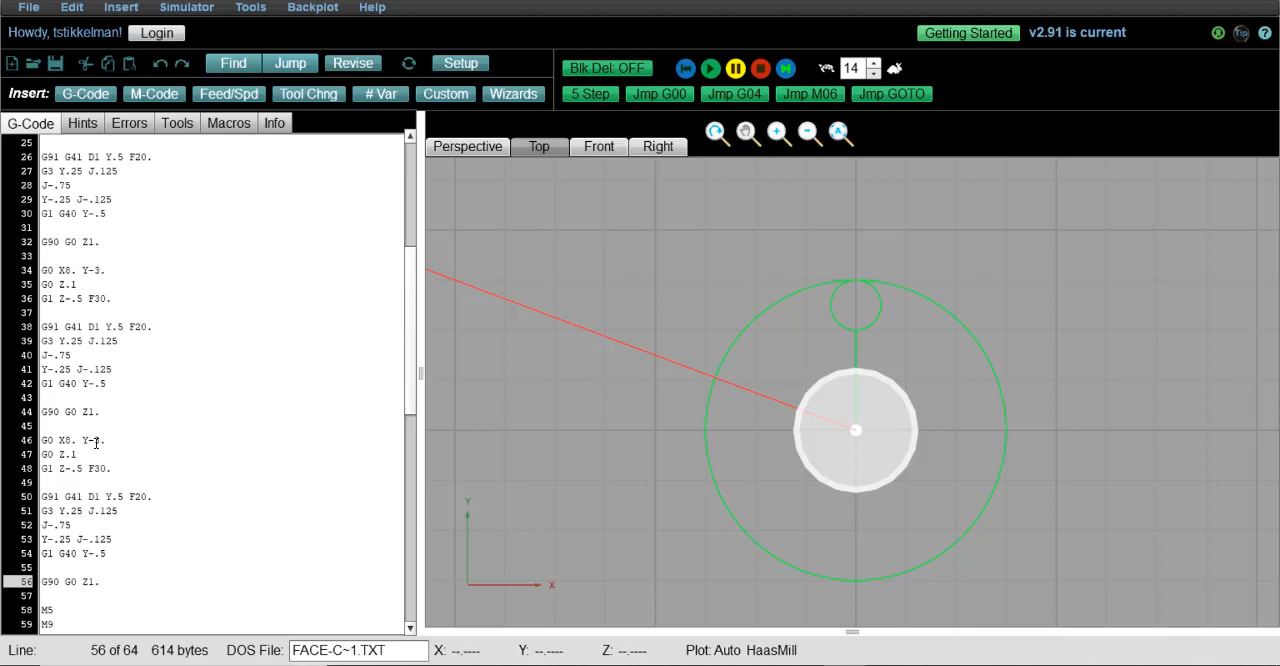 File Edit Insert Simulator Tools Backplot Help
Howdy, tstikkelman! Login Getting Started v2.91 is current Tip ?
Find Jump Revise Setup Blk Del: OFF 14
Insert: G-Code M-Code Feed/Spd Tool Chng # Var Custom Wizards 5 Step Jmp G00 Jmp G04 Jmp M06 Jmp GOTO
G-Code Hints Errors Tools Macros Info
Perspective Top Front Right
25
26 G91 G41 D1 Y.5 F20.
27 G3 Y.25 J.125
28 J-.75
29 Y-.25 J-.125
30 G1 G40 Y-.5
31
32 G90 G0 Z1.
33
34 G0 X8. Y-3.
35 G0 Z.1
36 G1 Z-.5 F30.
37
38 G91 G41 D1 Y.5 F20.
39 G3 Y.25 J.125
40 J-.75
41 Y-.25 J-.125
42 G1 G40 Y-.5
43
44 G90 G0 Z1.
45
46 G0 X8. Y-3.
47 G0 Z.1
48 G1 Z-.5 F30.
49
50 G91 G41 D1 Y.5 F20.
51 G3 Y.25 J.125
52 J-.75
53 Y-.25 J-.125
54 G1 G40 Y-.5
55
56 G90 G0 Z1.
57
58 M5
59 M9
Y
X
Line: 56 of 64 614 bytes DOS File: FACE-C~1.TXT X: --.---- Y: --.---- Z: --.---- Plot: Auto HaasMill